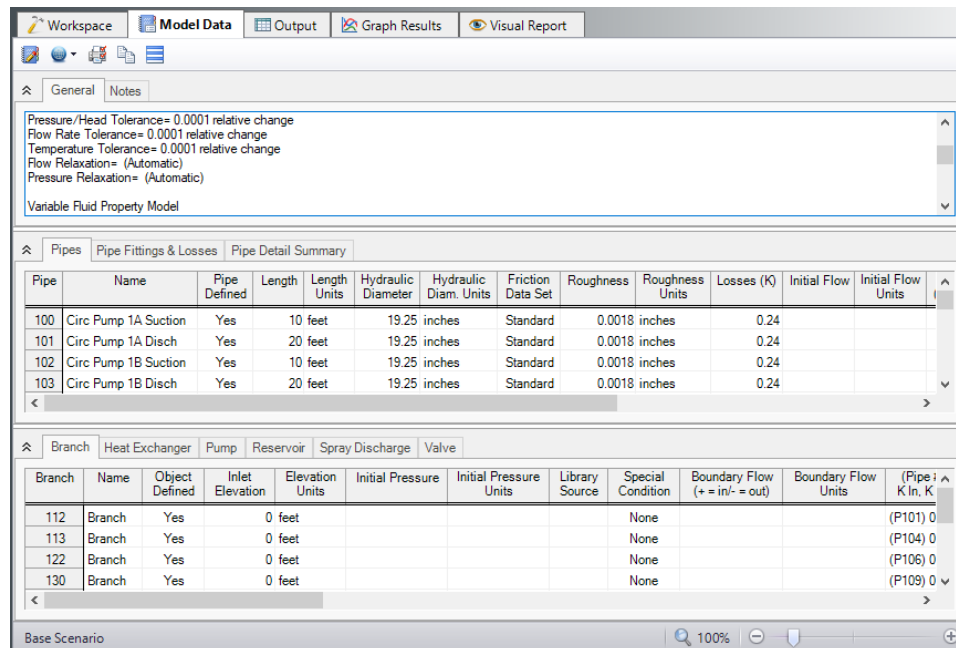 Workspace Model Data Output Graph Results Visual Report
General Notes
Pressure/Head Tolerance= 0.0001 relative change
Flow Rate Tolerance= 0.0001 relative change
Temperature Tolerance= 0.0001 relative change
Flow Relaxation= (Automatic)
Pressure Relaxation= (Automatic)
Variable Fluid Property Model
Pipes Pipe Fittings & Losses Pipe Detail Summary
Pipe Name Pipe Defined Length Length Units Hydraulic Diameter Hydraulic Diam. Units Friction Data Set Roughness Roughness Units Losses (K) Initial Flow Initial Flow Units (
100 Circ Pump 1A Suction Yes 10 feet 19.25 inches Standard 0.0018 inches 0.24
101 Circ Pump 1A Disch Yes 20 feet 19.25 inches Standard 0.0018 inches 0.24
102 Circ Pump 1B Suction Yes 10 feet 19.25 inches Standard 0.0018 inches 0.24
103 Circ Pump 1B Disch Yes 20 feet 19.25 inches Standard 0.0018 inches 0.24
Branch Heat Exchanger Pump Reservoir Spray Discharge Valve
Branch Name Object Defined Inlet Elevation Elevation Units Initial Pressure Initial Pressure Units Library Source Special Condition Boundary Flow (+ = in/- = out) Boundary Flow Units (Pipe K In, K
112 Branch Yes 0 feet None (P101) 0
113 Branch Yes 0 feet None (P104) 0
122 Branch Yes 0 feet None (P106) 0
130 Branch Yes 0 feet None (P109) 0
Base Scenario 100%